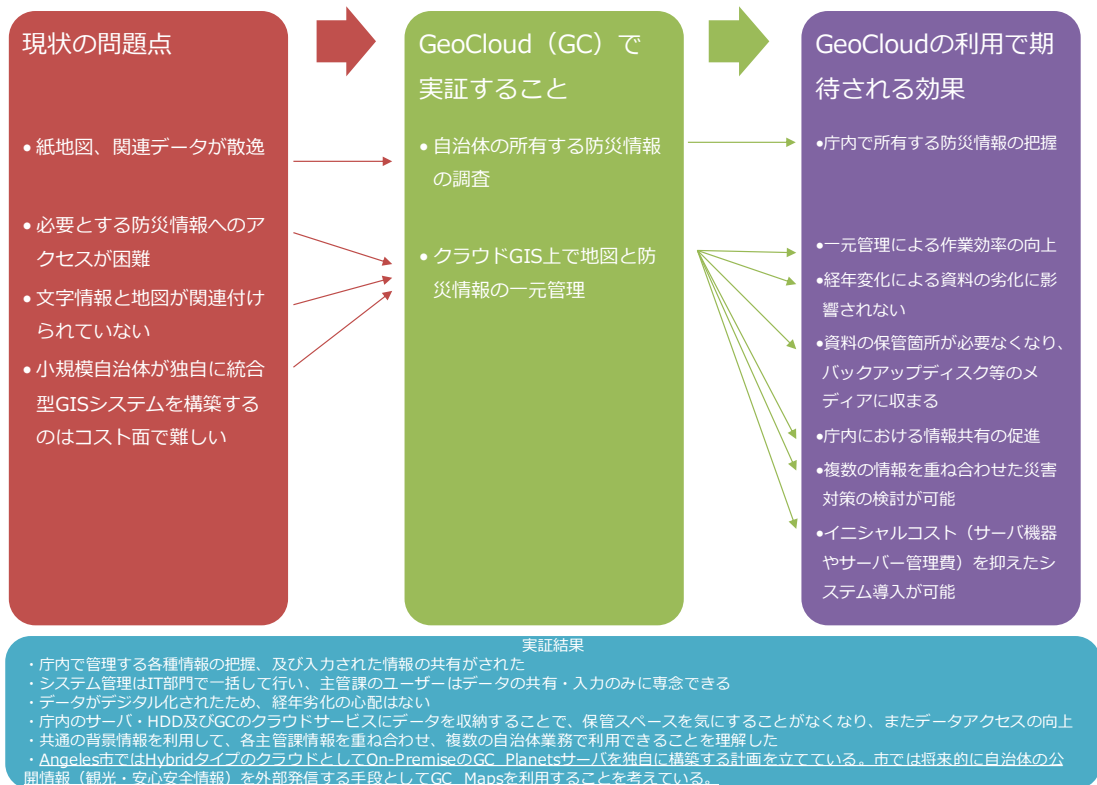 現状の問題点
• 紙地図、関連データが散逸
• 必要とする防災情報へのア
クセスが困難
• 文字情報と地図が関連付け
られていない
• 小規模自治体が独自に統合
型GISシステムを構築する
のはコスト面で難しい
GeoCloud（GC）で
実証すること
• 自治体の所有する防災情報
の調査
• クラウドGIS上で地図と防
災情報の一元管理
GeoCloudの利用で期
待される効果
•庁内で所有する防災情報の把握
•一元管理による作業効率の向上
•経年変化による資料の劣化に影
響されない
•資料の保管箇所が必要なくなり、
バックアップディスク等のメ
ディアに収まる
•庁内における情報共有の促進
•複数の情報を重ね合わせた災害
対策の検討が可能
•イニシャルコスト（サーバ機器
やサーバー管理費）を抑えたシ
ステム導入が可能
実証結果
・庁内で管理する各種情報の把握、及び入力された情報の共有がされた
・システム管理はIT部門で一括して行い、主管課のユーザーはデータの共有・入力のみに専念できる
・データがデジタル化されたため、経年劣化の心配はない
・庁内のサーバ・HDD及びGCのクラウドサービスにデータを収納することで、保管スペースを気にすることがなくなり、またデータアクセスの向上
・共通の背景情報を利用して、各主管課情報を重ね合わせ、複数の自治体業務で利用できることを理解した
・Angeles市ではHybridタイプのクラウドとしてOn-PremiseのGC Planetsサーバを独自に構築する計画を立てている。市では将来的に自治体の公
開情報（観光・安心安全情報）を外部発信する手段としてGC Mapsを利用することを考えている。